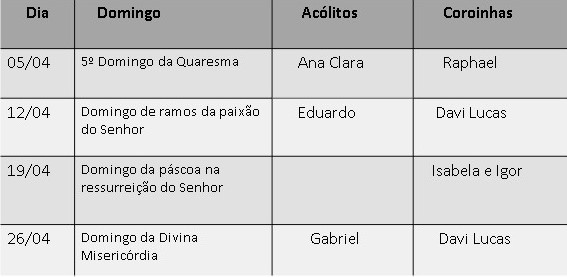 Dia Domingo Acólitos Coroinhas
05/04 5º Domingo da Quaresma Ana Clara Raphael
12/04 Domingo de ramos da paixão do Senhor Eduardo Davi Lucas
19/04 Domingo da páscoa na ressurreição do Senhor Isabela e Igor
26/04 Domingo da Divina Misericórdia Gabriel Davi Lucas